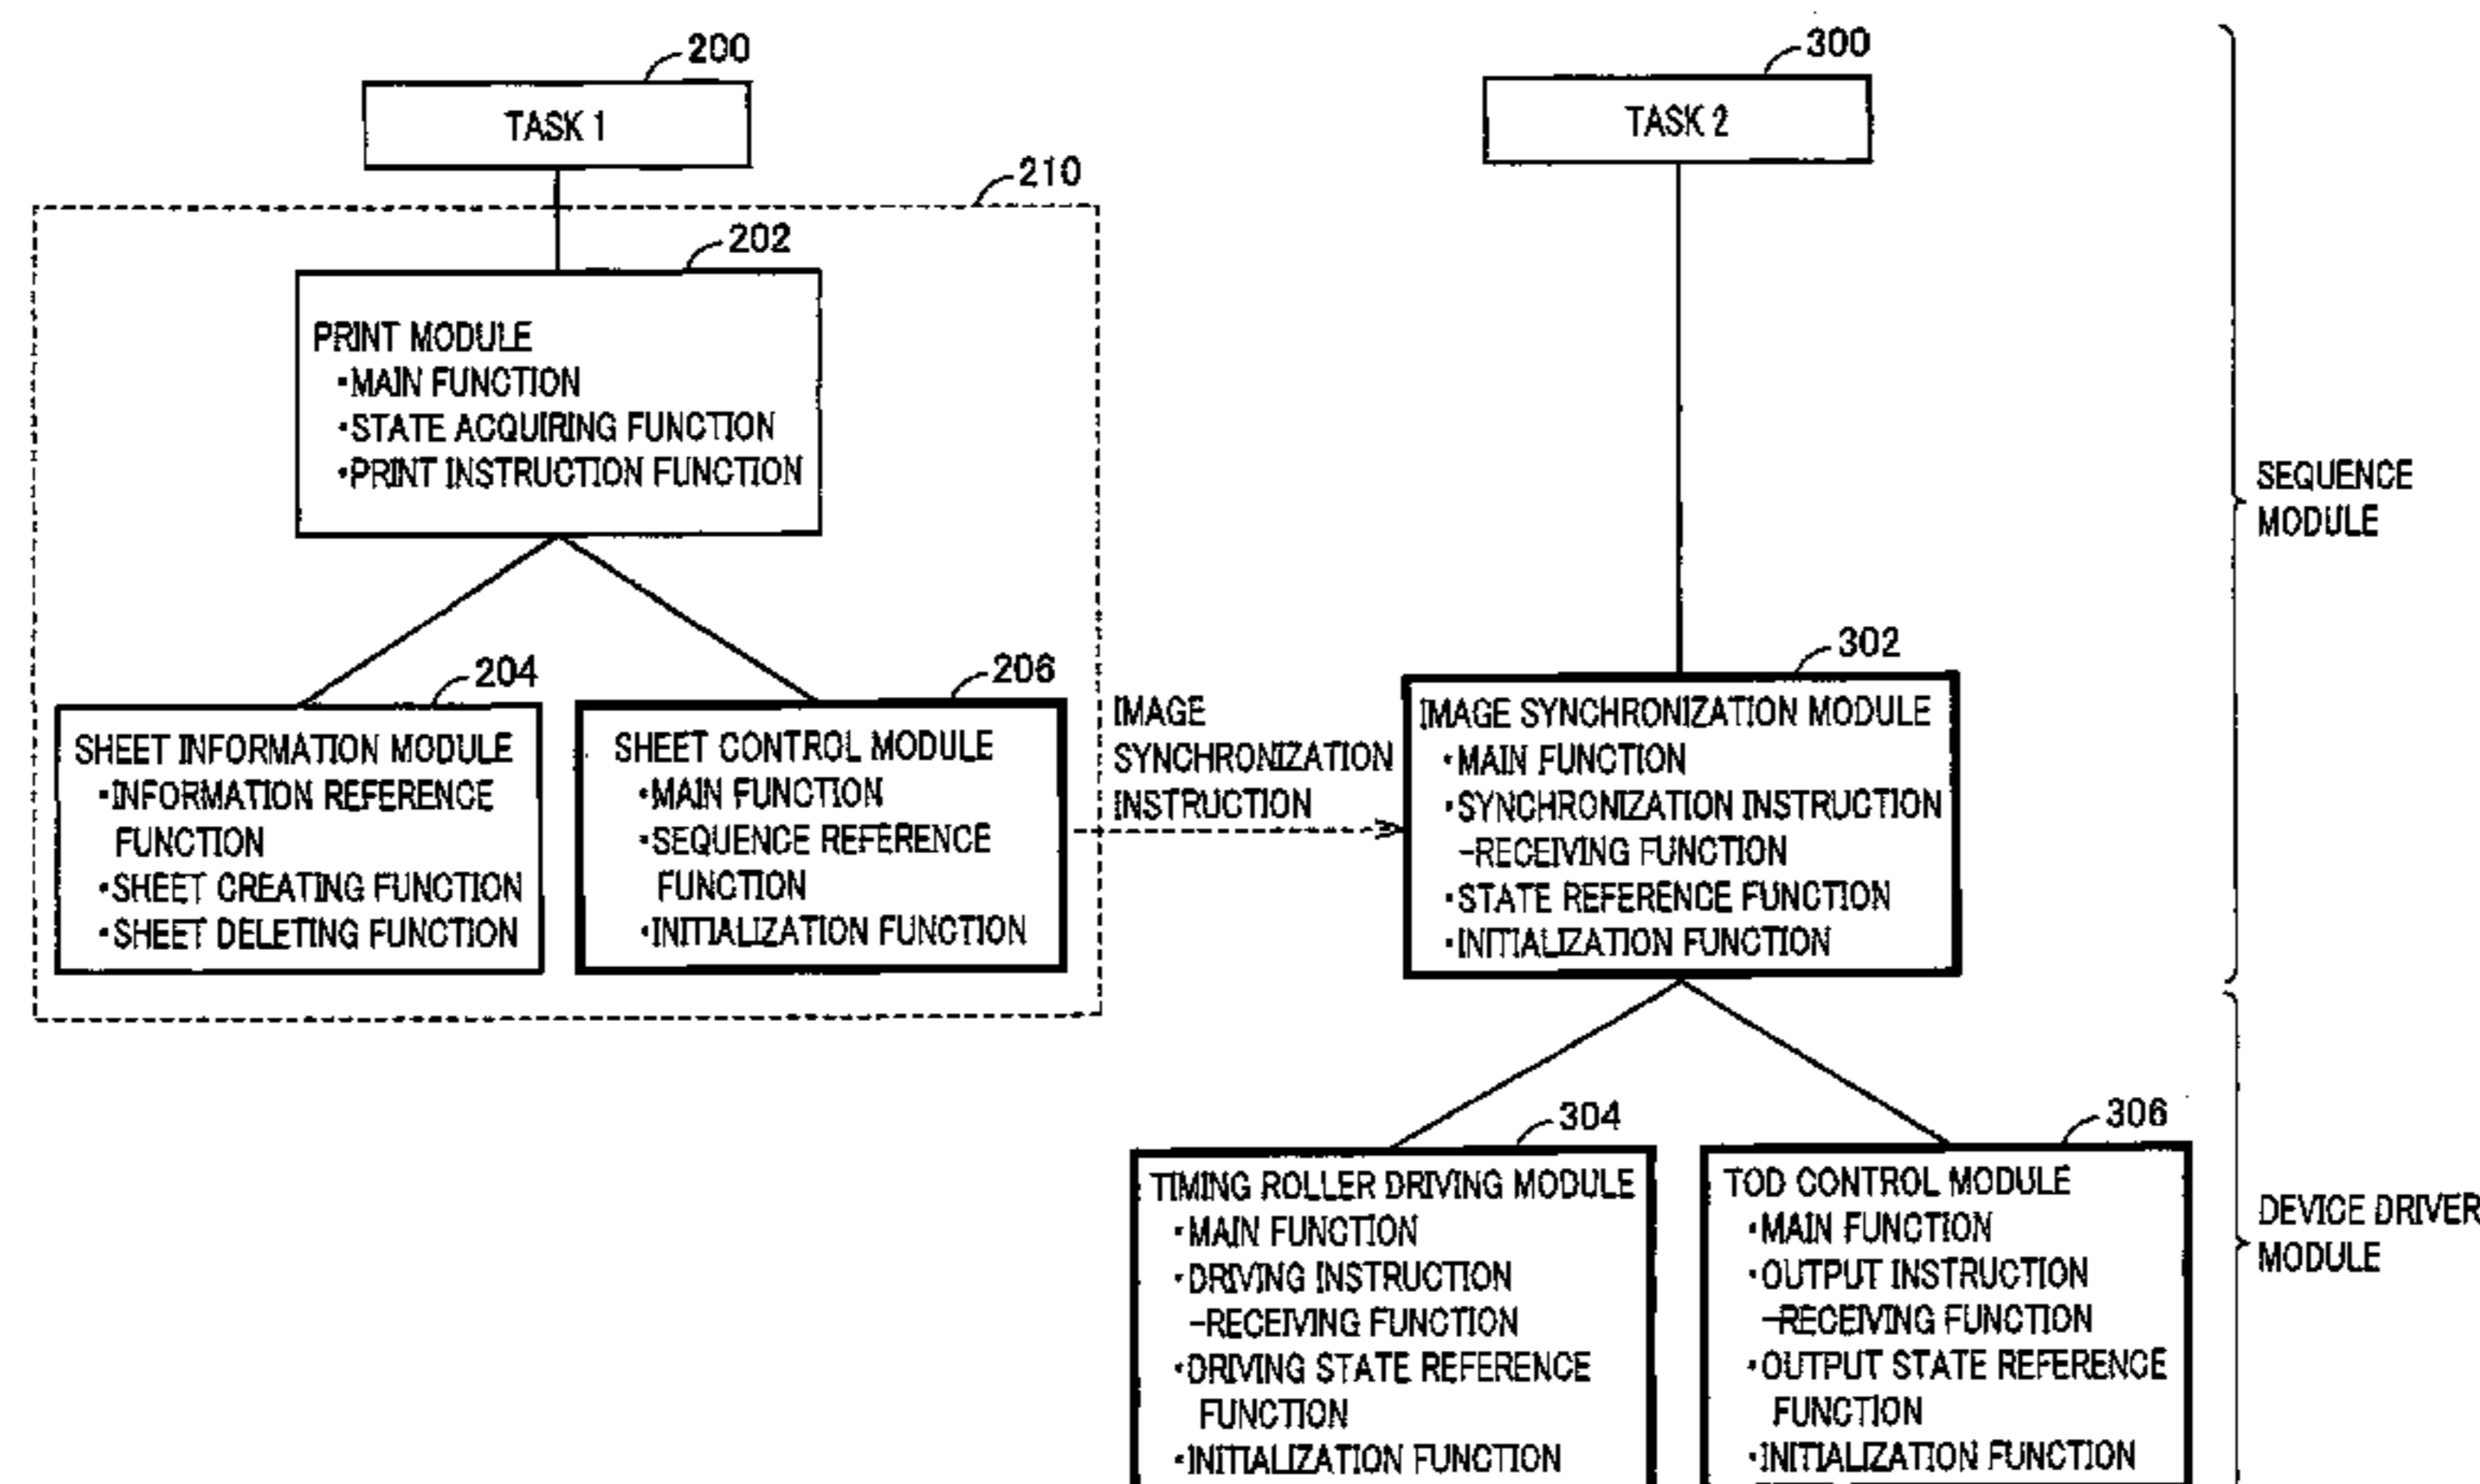 200
TASK 1
300
TASK 2
210
202
PRINT MODULE
・MAIN FUNCTION
・STATE ACQUIRING FUNCTION
・PRINT INSTRUCTION FUNCTION
SEQUENCE
MODULE
204
SHEET INFORMATION MODULE
・INFORMATION REFERENCE
FUNCTION
・SHEET CREATING FUNCTION
・SHEET DELETING FUNCTION
206
SHEET CONTROL MODULE
・MAIN FUNCTION
・SEQUENCE REFERENCE
FUNCTION
・INITIALIZATION FUNCTION
IMAGE
SYNCHRONIZATION
INSTRUCTION
302
IMAGE SYNCHRONIZATION MODULE
・MAIN FUNCTION
・SYNCHRONIZATION INSTRUCTION
-RECEIVING FUNCTION
・STATE REFERENCE FUNCTION
・INITIALIZATION FUNCTION
304
TIMING ROLLER DRIVING MODULE
・MAIN FUNCTION
・DRIVING INSTRUCTION
-RECEIVING FUNCTION
・DRIVING STATE REFERENCE
FUNCTION
・INITIALIZATION FUNCTION
306
TOD CONTROL MODULE
・MAIN FUNCTION
・OUTPUT INSTRUCTION
-RECEIVING FUNCTION
・OUTPUT STATE REFERENCE
FUNCTION
・INITIALIZATION FUNCTION
DEVICE DRIVER
MODULE